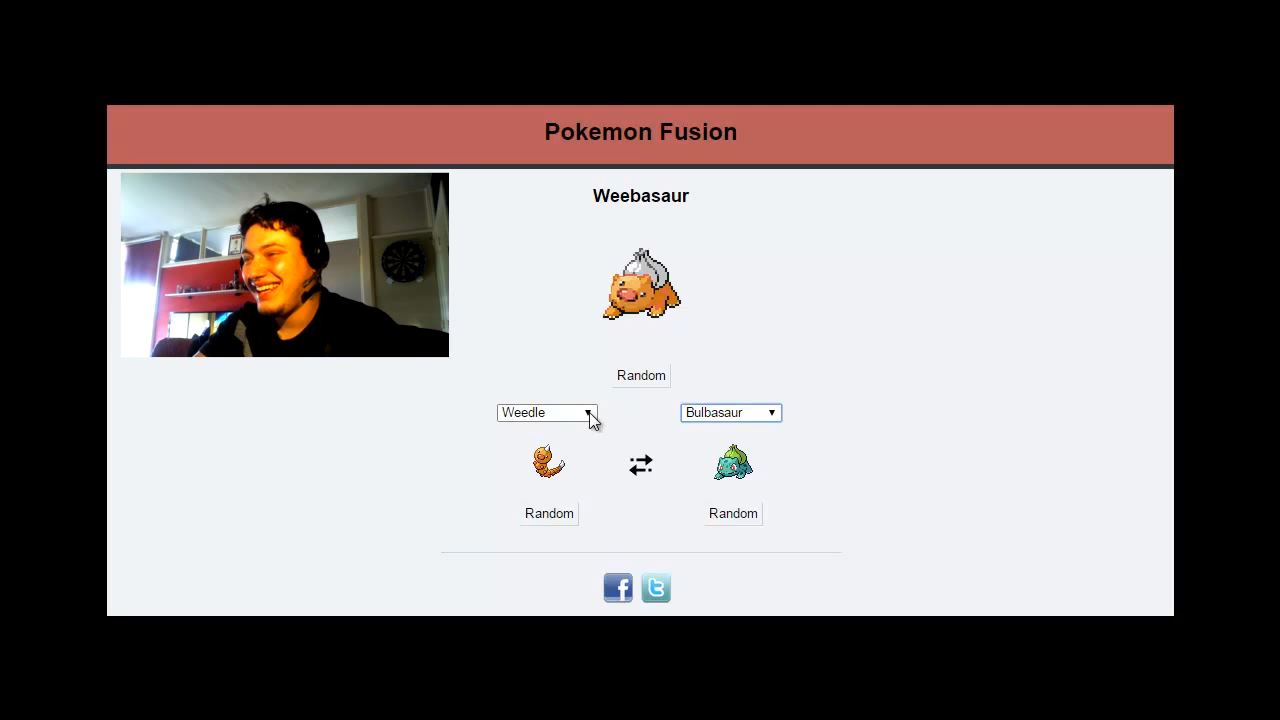 Pokemon Fusion
Weebasaur
Random
Weedle
Bulbasaur
Random
Random